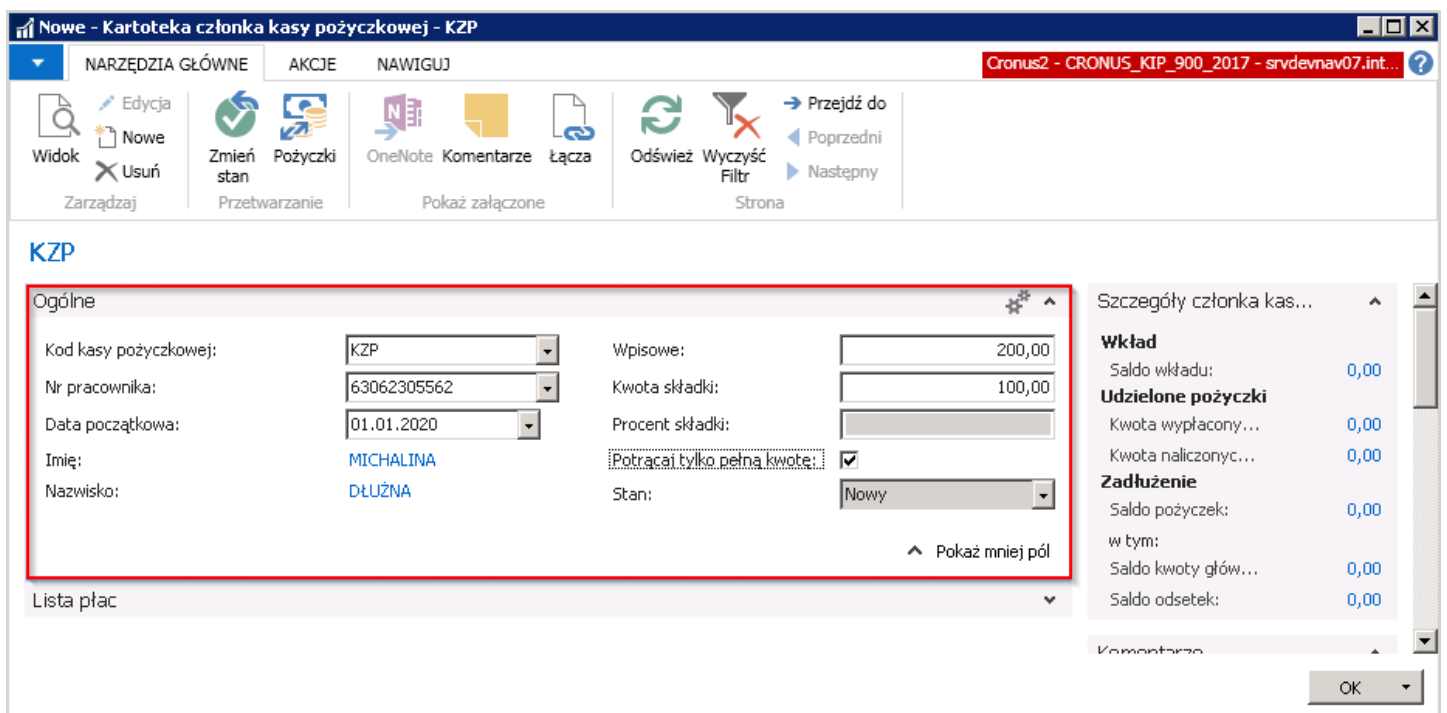 Nowe - Kartoteka członka kasy pożyczkowej - KZP
NARZĘDZIA GŁÓWNE AKCJE NAWIGUJ
Cronus2 - CRONUS_KIP_900_2017 - srvdevnav07.int...
Widok
Edycja
Nowe
Usuń
Zarządzaj
Zmień stan
Pożyczki
Przetwarzanie
OneNote
Komentarze
Łącza
Pokaż załączone
Odśwież
Wyczyść Filtr
Przejdź do
Poprzedni
Następny
Strona
KZP
Ogólne
Kod kasy pożyczkowej: KZP
Nr pracownika: 63062305562
Data początkowa: 01.01.2020
Imię: MICHALINA
Nazwisko: DŁUŻNA
Wpisowe: 200,00
Kwota składki: 100,00
Procent składki:
Potrącaj tylko pełną kwotę:
Stan: Nowy
Pokaż mniej pól
Lista płac
Szczegóły członka kas...
Wkład
Saldo wkładu: 0,00
Udzielone pożyczki
Kwota wypłacony... 0,00
Kwota naliczonyc... 0,00
Zadłużenie
Saldo pożyczek: 0,00
w tym:
Saldo kwoty głów... 0,00
Saldo odsetek: 0,00
Komentarze
OK